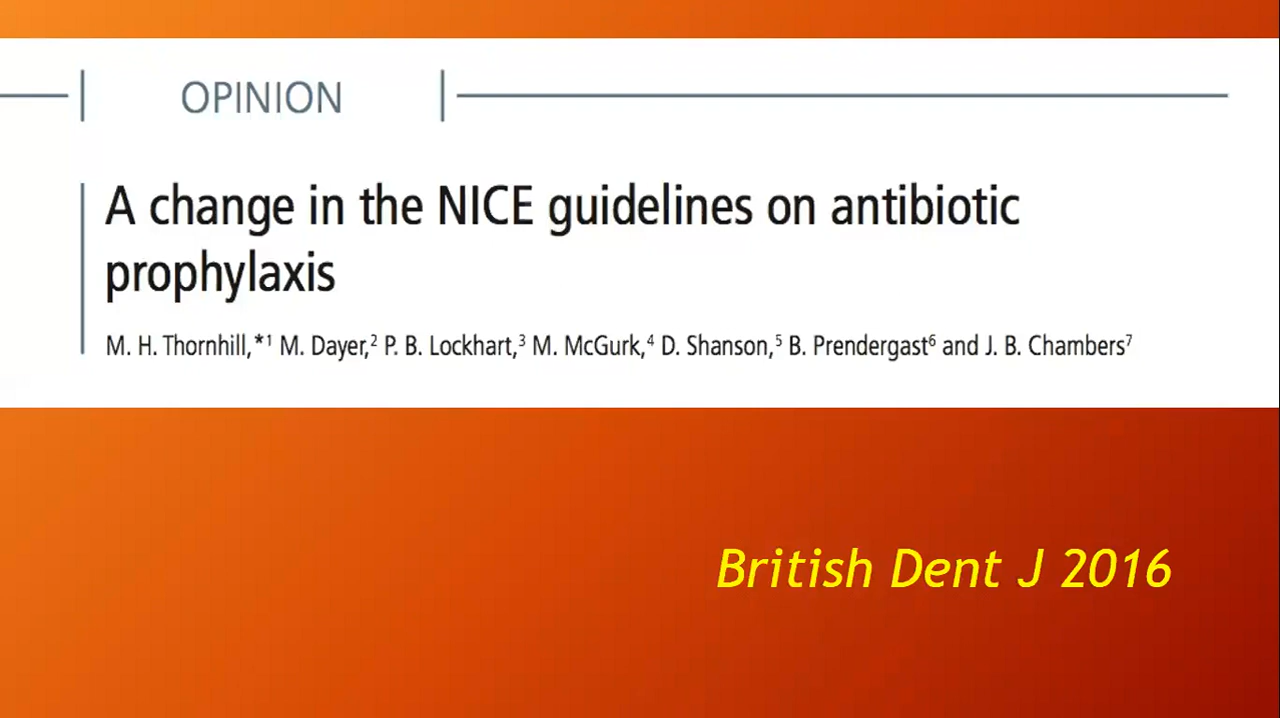 OPINION
A change in the NICE guidelines on antibiotic
prophylaxis
M. H. Thornhill,*1 M. Dayer,2 P. B. Lockhart,3 M. McGurk,4 D. Shanson,5 B. Prendergast6 and J. B. Chambers7
British Dent J 2016